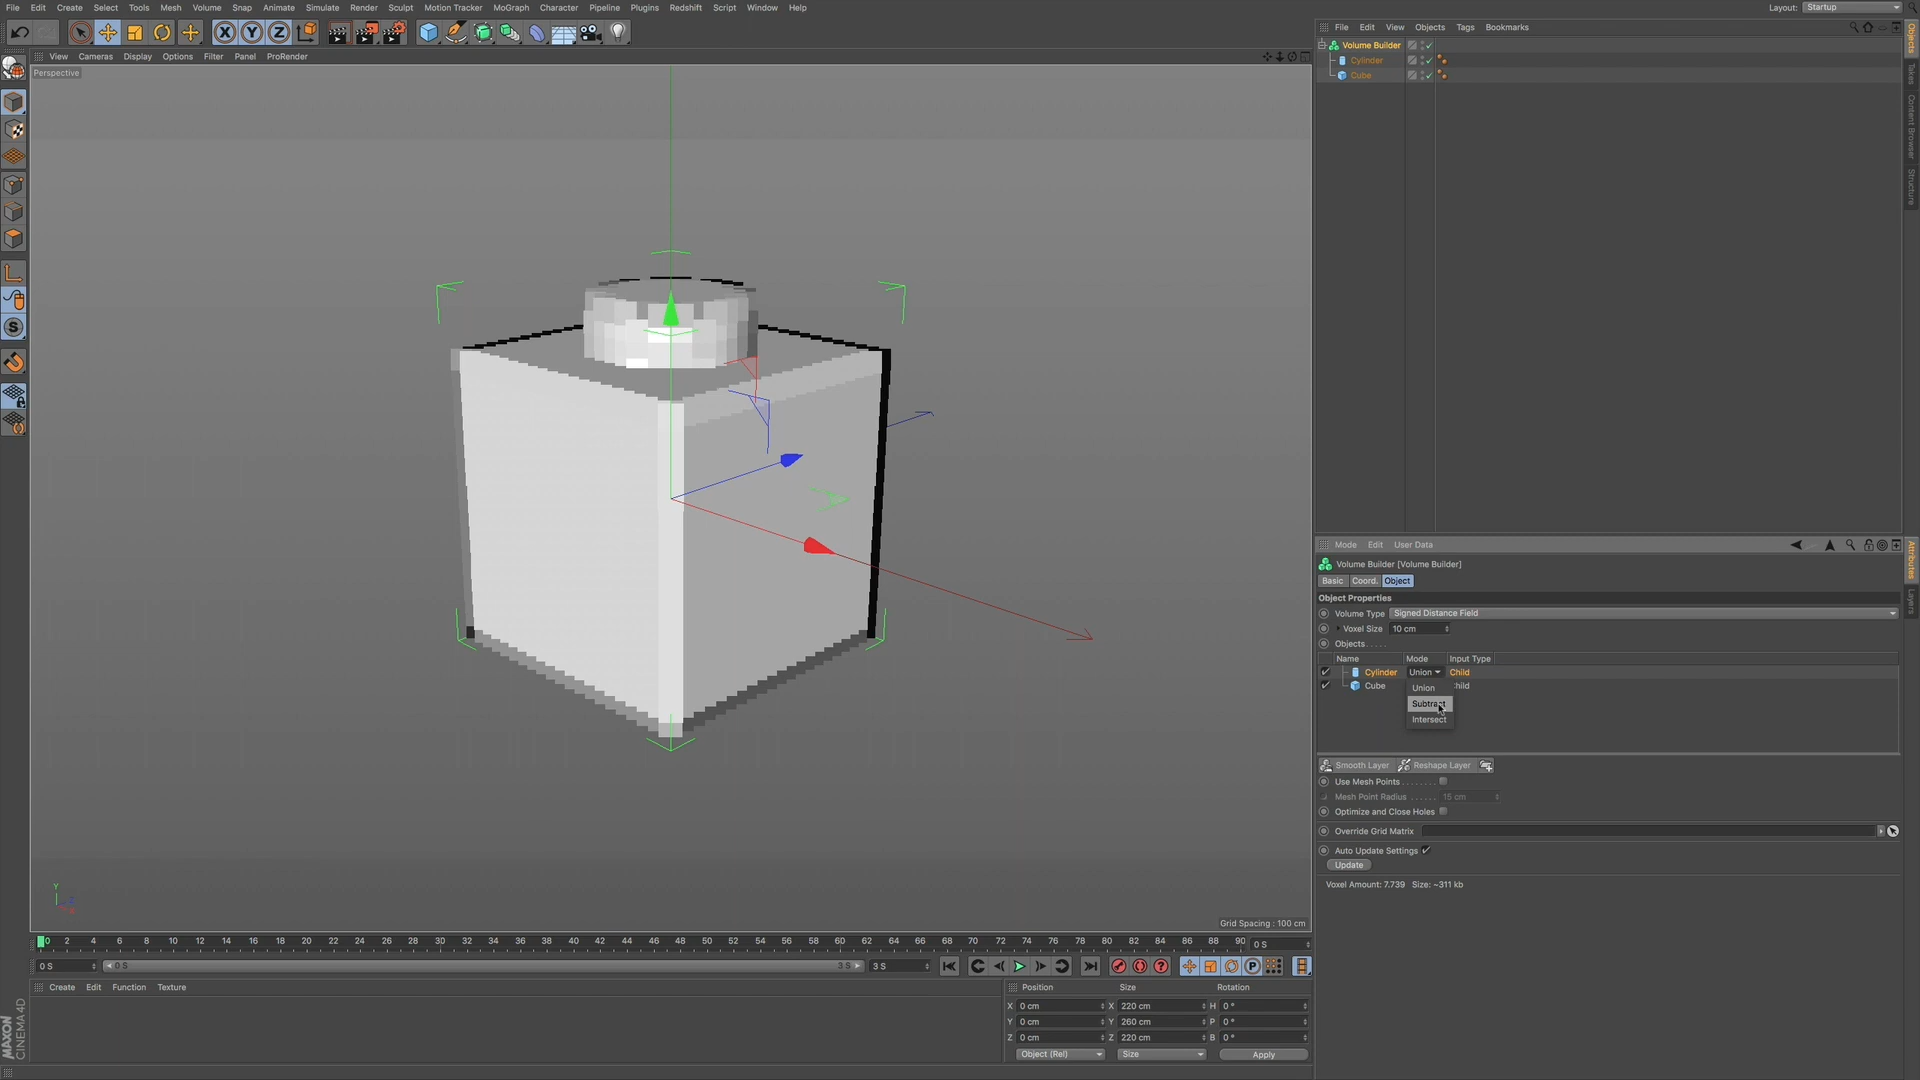 File Edit Create Select Tools Mesh Volume Snap Animate Simulate Render Sculpt Motion Tracker MoGraph Character Pipeline Plugins Redshift Script Window Help
Layout: Startup
X Y Z
View Cameras Display Options Filter Panel ProRender
Perspective
File Edit View Objects Tags Bookmarks
Volume Builder
Cylinder
Cube
Objects
Takes
Content Browser
Structure
Mode Edit User Data
Volume Builder [Volume Builder]
Basic Coord. Object
Object Properties
Volume Type Signed Distance Field
Voxel Size 10 cm
Objects.....
Name Mode Input Type
Cylinder Union Child
Cube hild
Union
Subtract
Intersect
Smooth Layer Reshape Layer
Use Mesh Points........
Mesh Point Radius ...... 15 cm
Optimize and Close Holes
Override Grid Matrix
Auto Update Settings
Update
Voxel Amount: 7.739 Size: ~311 kb
Attributes
Layers
Y
Grid Spacing : 100 cm
0 2 4 6 8 10 12 14 16 18 20 22 24 26 28 30 32 34 36 38 40 42 44 46 48 50 52 54 56 58 60 62 64 66 68 70 72 74 76 78 80 82 84 86 88 90 0 S
0 S 0 S 3 S 3 S
Create Edit Function Texture
Position Size Rotation
X 0 cm X 220 cm H 0 °
Y 0 cm Y 260 cm P 0 °
Z 0 cm Z 220 cm B 0 °
Object (Rel) Size Apply
MAXON
CINEMA 4D